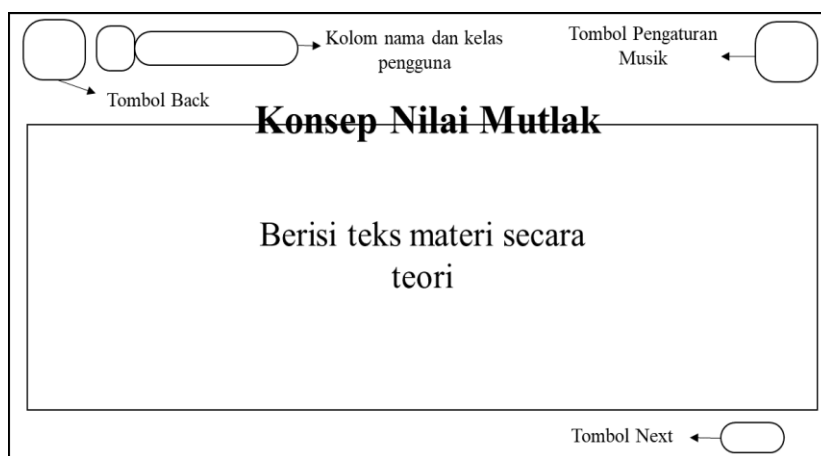 Kolom nama dan kelas
pengguna
Tombol Pengaturan
Musik
Tombol Back
Konsep Nilai Mutlak
Berisi teks materi secara
teori
Tombol Next